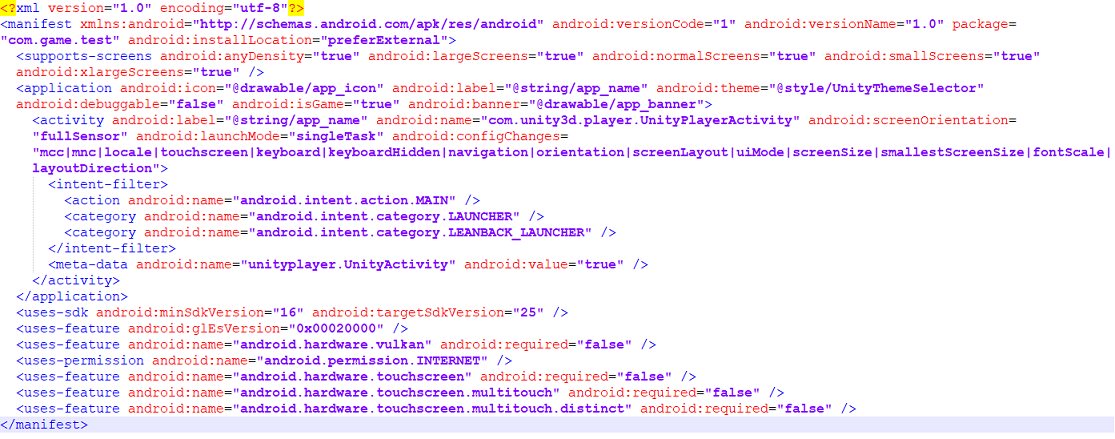 <?xml version="1.0" encoding="utf-8"?>
<manifest xmlns:android="http://schemas.android.com/apk/res/android" android:versionCode="1" android:versionName="1.0" package=
"com.game.test" android:installLocation="preferExternal">
<supports-screens android:anyDensity="true" android:largeScreens="true" android:normalScreens="true" android:smallScreens="true"
android:xlargeScreens="true" />
<application android:icon="@drawable/app_icon" android:label="@string/app_name" android:theme="@style/UnityThemeSelector"
android:debuggable="false" android:isGame="true" android:banner="@drawable/app_banner">
<activity android:label="@string/app_name" android:name="com.unity3d.player.UnityPlayerActivity" android:screenOrientation=
"fullSensor" android:launchMode="singleTask" android:configChanges=
"mcc|mnc|locale|touchscreen|keyboard|keyboardHidden|navigation|orientation|screenLayout|uiMode|screenSize|smallestScreenSize|fontScale|
layoutDirection">
<intent-filter>
<action android:name="android.intent.action.MAIN" />
<category android:name="android.intent.category.LAUNCHER" />
<category android:name="android.intent.category.LEANBACK_LAUNCHER" />
</intent-filter>
<meta-data android:name="unityplayer.UnityActivity" android:value="true" />
</activity>
</application>
<uses-sdk android:minSdkVersion="16" android:targetSdkVersion="25" />
<uses-feature android:glEsVersion="0x00020000" />
<uses-feature android:name="android.hardware.vulkan" android:required="false" />
<uses-permission android:name="android.permission.INTERNET" />
<uses-feature android:name="android.hardware.touchscreen" android:required="false" />
<uses-feature android:name="android.hardware.touchscreen.multitouch" android:required="false" />
<uses-feature android:name="android.hardware.touchscreen.multitouch.distinct" android:required="false" />
</manifest>